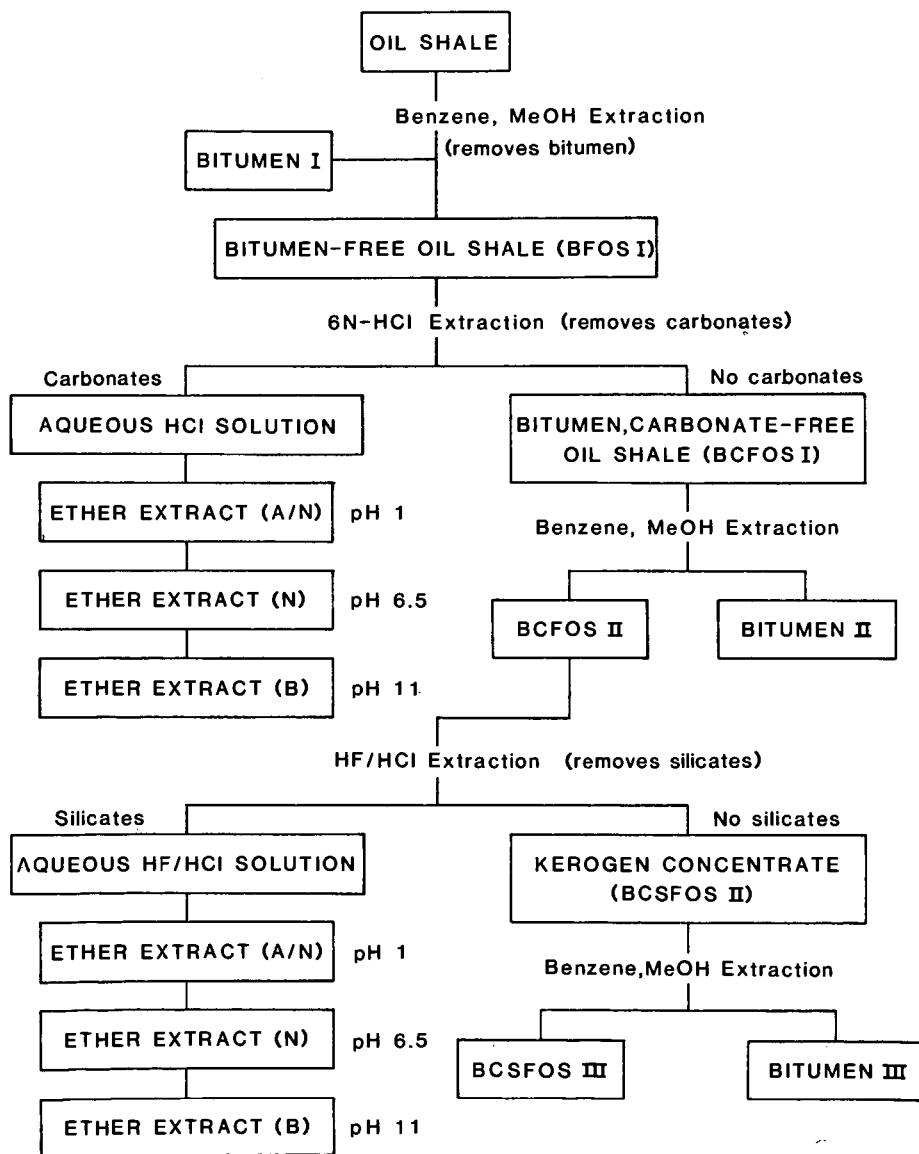 OIL SHALE
Benzene, MeOH Extraction
(removes bitumen)
BITUMEN I
BITUMEN-FREE OIL SHALE (BFOS I)
6N-HCl Extraction (removes carbonates)
Carbonates
No carbonates
AQUEOUS HCl SOLUTION
BITUMEN,CARBONATE-FREE
OIL SHALE (BCFOS I)
ETHER EXTRACT (A/N) pH 1
Benzene, MeOH Extraction
ETHER EXTRACT (N) pH 6.5
BCFOS II
BITUMEN II
ETHER EXTRACT (B) pH 11
HF/HCl Extraction (removes silicates)
Silicates
No silicates
AQUEOUS HF/HCl SOLUTION
KEROGEN CONCENTRATE
(BCSFOS II)
ETHER EXTRACT (A/N) pH 1
Benzene,MeOH Extraction
ETHER EXTRACT (N) pH 6.5
BCSFOS III
BITUMEN III
ETHER EXTRACT (B) pH 11